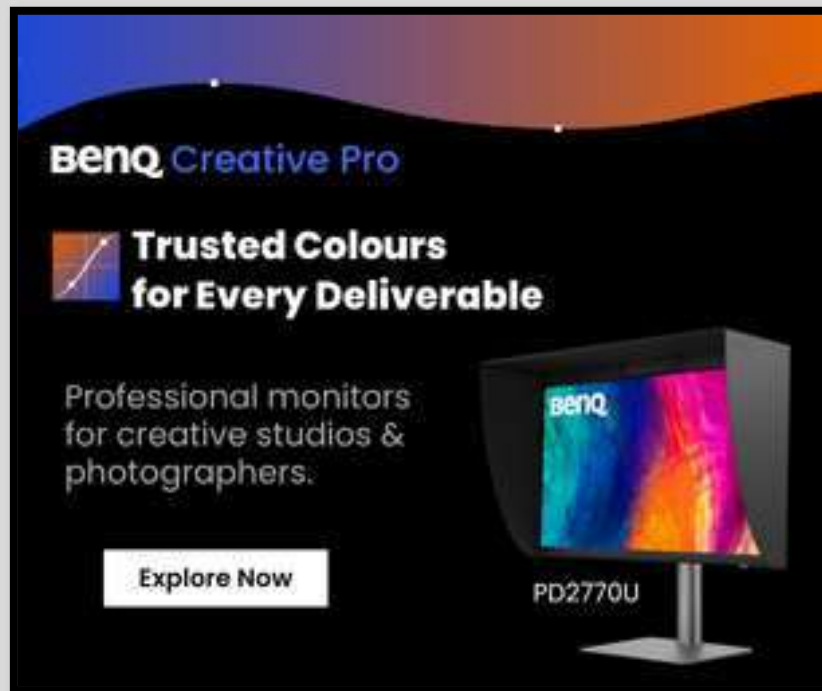 BenQ Creative Pro
Trusted Colours
for Every Deliverable
Professional monitors
for creative studios &
photographers.
BenQ
Explore Now
PD2770U